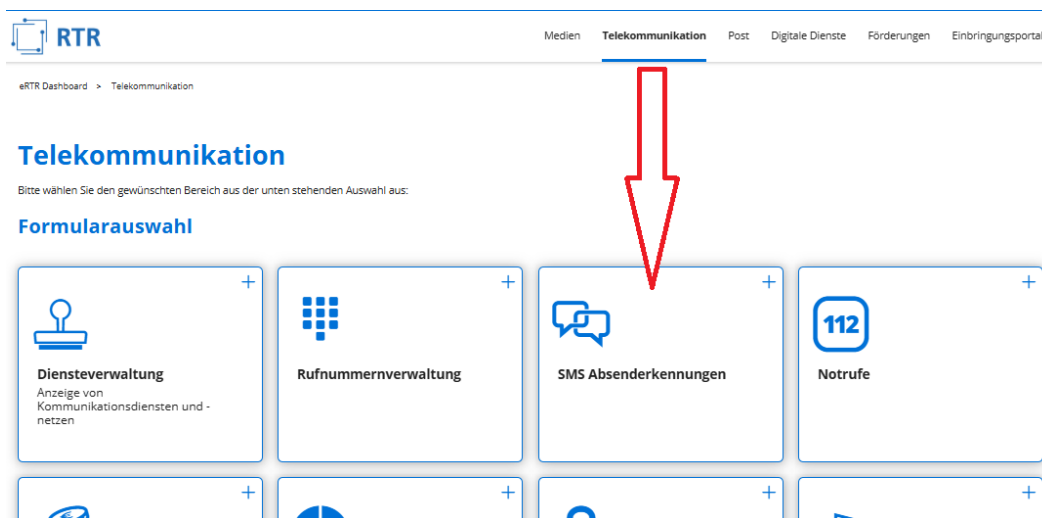 RTR
Medien Telekommunikation Post Digitale Dienste Förderungen Einbringungsportal
eRTR Dashboard > Telekommunikation
Telekommunikation
Bitte wählen Sie den gewünschten Bereich aus der unten stehenden Auswahl aus:
Formularauswahl
+ + + +
112
Diensteverwaltung Rufnummernverwaltung SMS Absenderkennungen Notrufe
Anzeige von
Kommunikationsdiensten und -
netzen
+ + + +